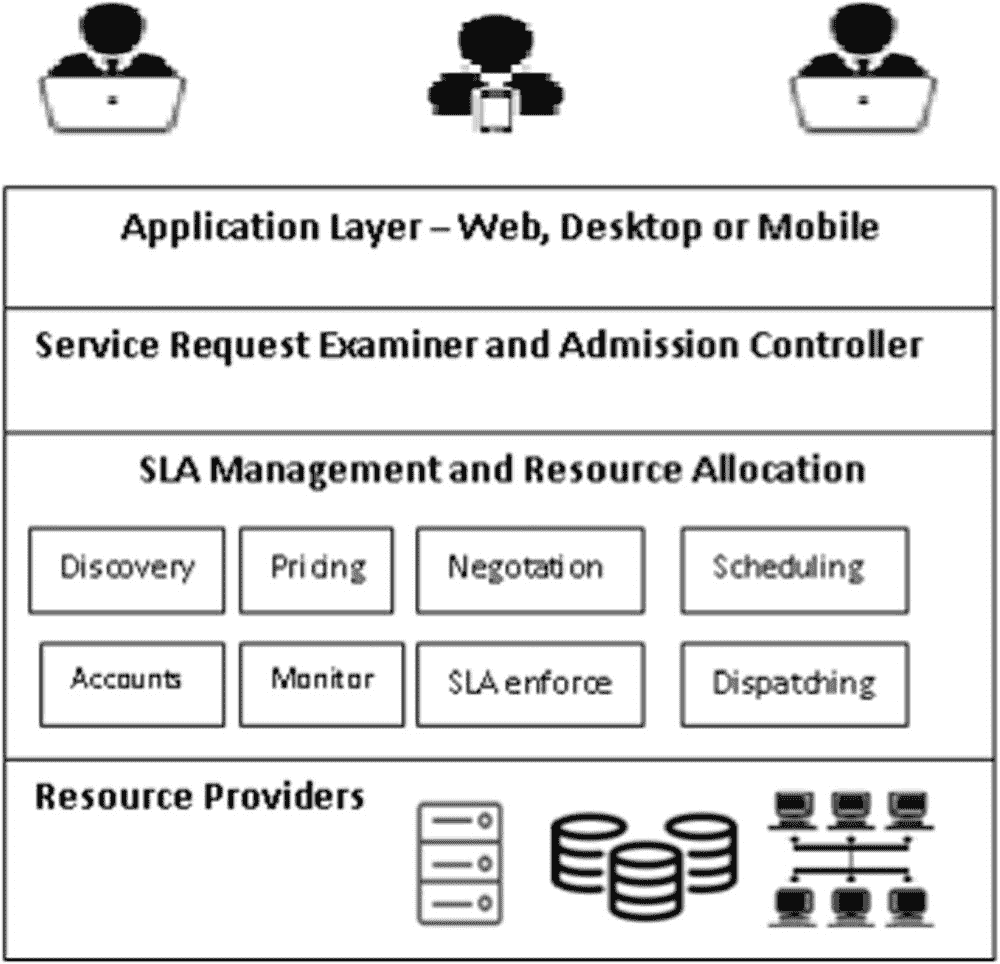 Application Layer – Web, Desktop or Mobile
Service Request Examiner and Admission Controller
SLA Management and Resource Allocation
Discovery
Pricing
Negotation
Scheduling
Accounts
Monitor
SLA enforce
Dispatching
Resource Providers